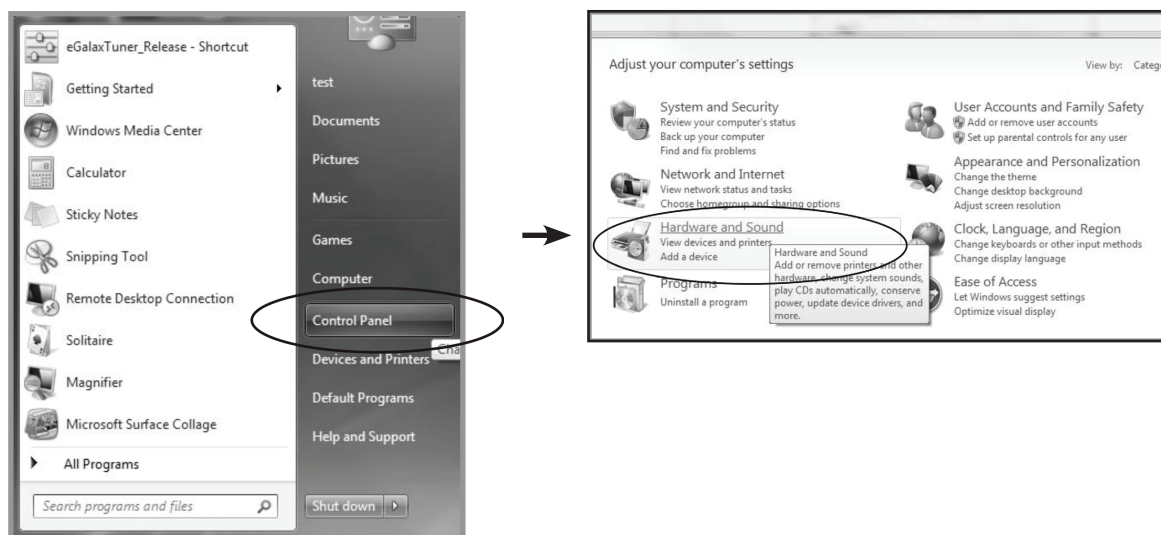 eGalaxTuner_Release - Shortcut
Getting Started
Windows Media Center
Calculator
Sticky Notes
Snipping Tool
Remote Desktop Connection
Solitaire
Magnifier
Microsoft Surface Collage
All Programs
Search programs and files
test
Documents
Pictures
Music
Games
Computer
Control Panel
Cha
Devices and Printers
Default Programs
Help and Support
Shut down
Adjust your computer's settings
View by: Catego
System and Security
Review your computer's status
Back up your computer
Find and fix problems
Network and Internet
View network status and tasks
Choose homegroup and sharing options
Hardware and Sound
View devices and printers
Add a device
Programs
Uninstall a program
Hardware and Sound
Add or remove printers and other
hardware, change system sounds,
play CDs automatically, conserve
power, update device drivers, and
more.
User Accounts and Family Safety
Add or remove user accounts
Set up parental controls for any user
Appearance and Personalization
Change the theme
Change desktop background
Adjust screen resolution
Clock, Language, and Region
Change keyboards or other input methods
Change display language
Ease of Access
Let Windows suggest settings
Optimize visual display